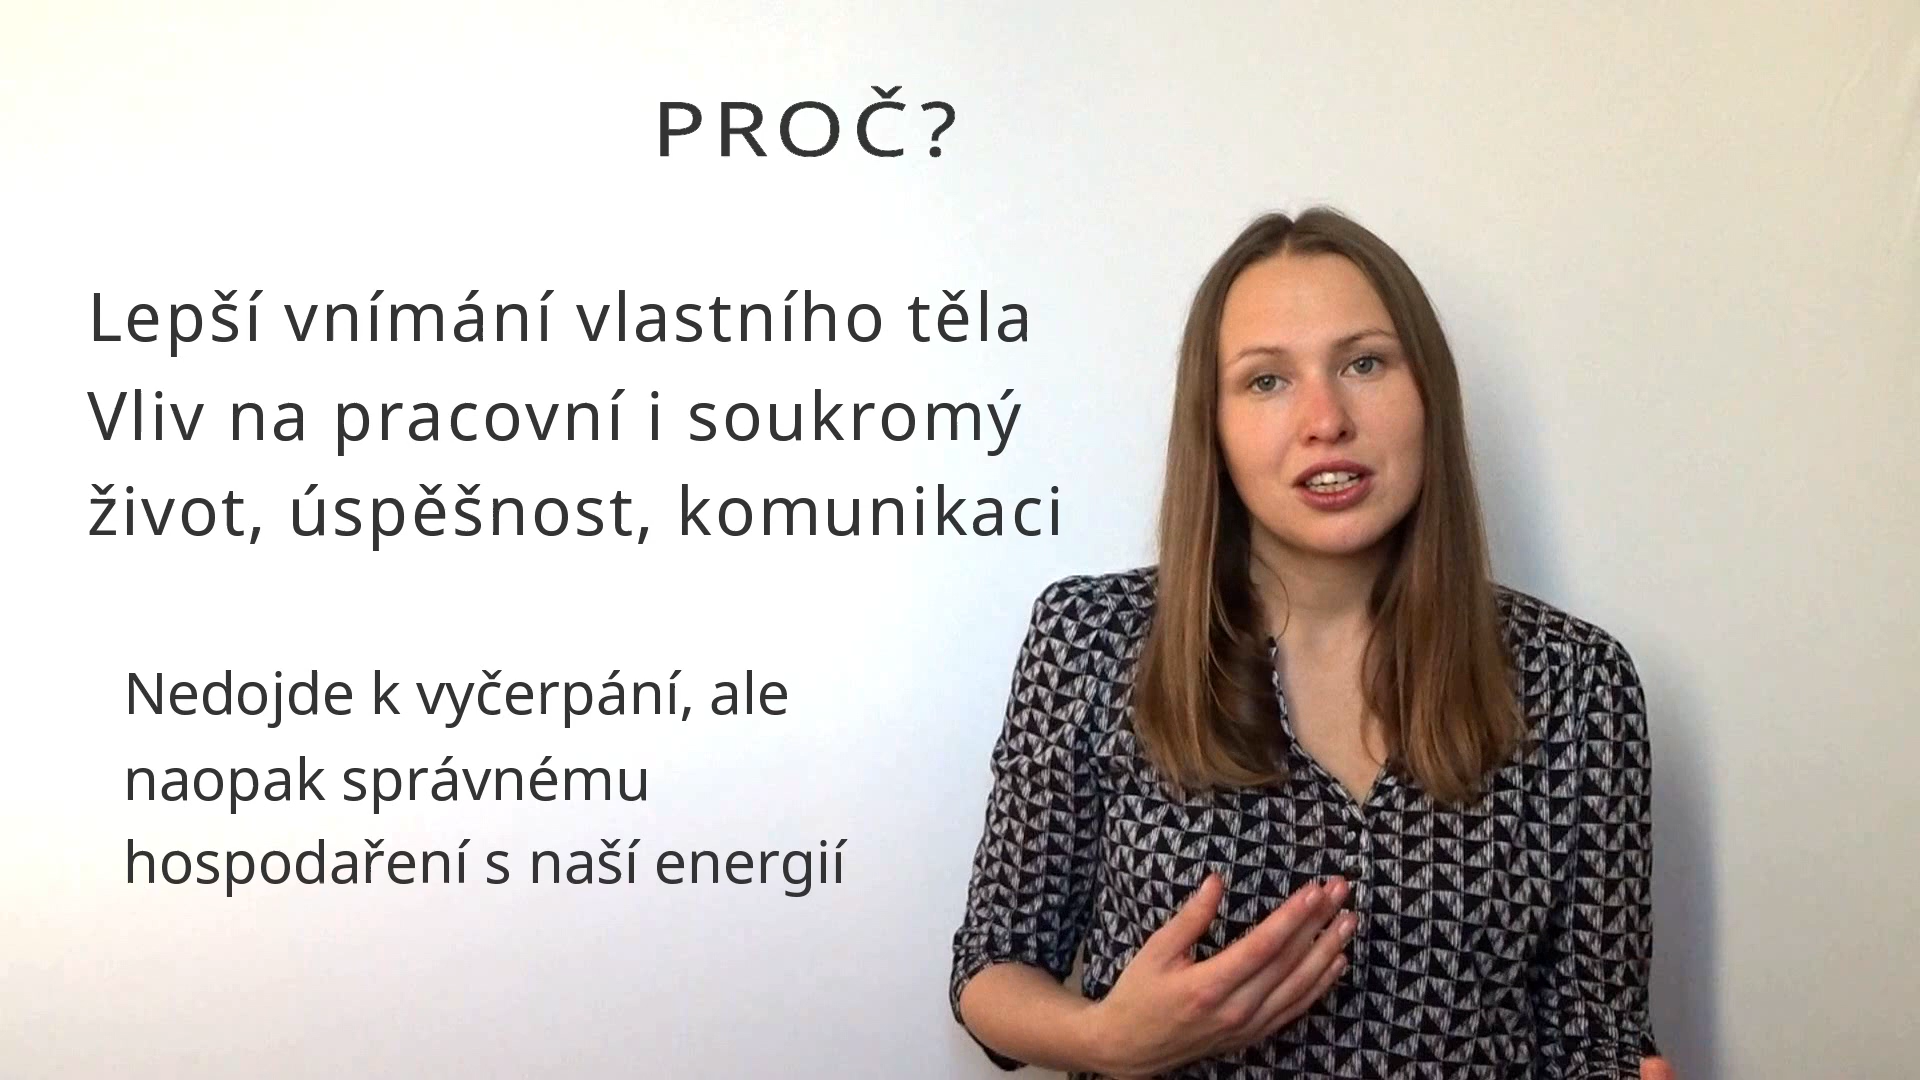 PROČ?
Lepší vnímání vlastního těla
Vliv na pracovní i soukromý
život, úspěšnost, komunikaci
Nedojde k vyčerpání, ale
naopak správnému
hospodaření s naší energií